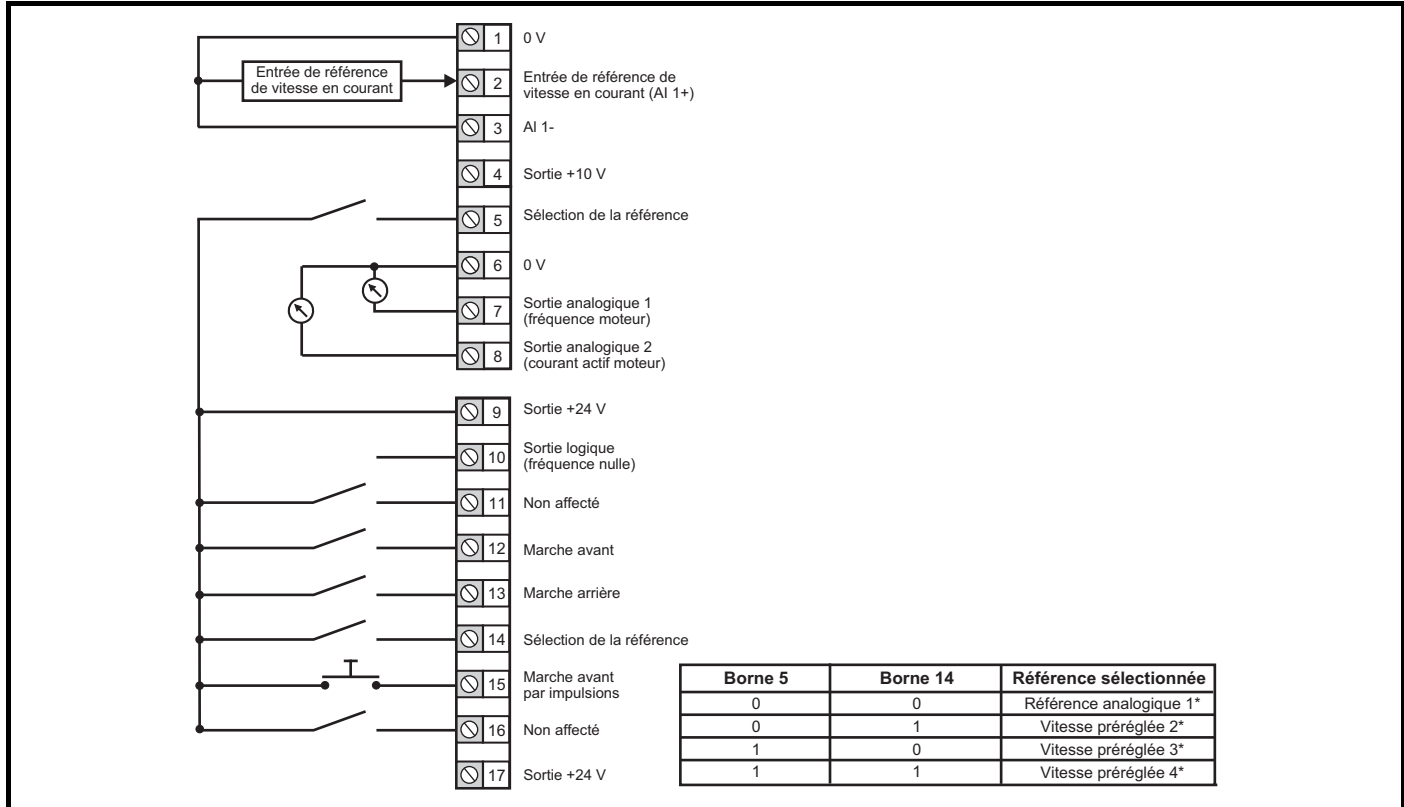 1 0 V
Entrée de référence
de vitesse en courant
2 Entrée de référence de
vitesse en courant (AI 1+)
3 AI 1-
4 Sortie +10 V
5 Sélection de la référence
6 0 V
7 Sortie analogique 1
(fréquence moteur)
8 Sortie analogique 2
(courant actif moteur)
9 Sortie +24 V
10 Sortie logique
(fréquence nulle)
11 Non affecté
12 Marche avant
13 Marche arrière
14 Sélection de la référence
15 Marche avant
par impulsions
16 Non affecté
17 Sortie +24 V
Borne 5 Borne 14 Référence sélectionnée
0 0 Référence analogique 1*
0 1 Vitesse préréglée 2*
1 0 Vitesse préréglée 3*
1 1 Vitesse préréglée 4*